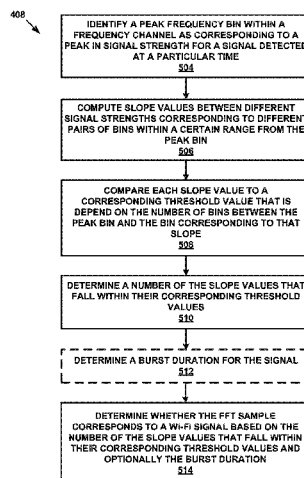 408
IDENTIFY A PEAK FREQUENCY BIN WITHIN A
FREQUENCY CHANNEL AS CORRESPONDING TO A
PEAK IN SIGNAL STRENGTH FOR A SIGNAL DETECTED
AT A PARTICULAR TIME
504
COMPUTE SLOPE VALUES BETWEEN DIFFERENT
SIGNAL STRENGTHS CORRESPONDING TO DIFFERENT
PAIRS OF BINS WITHIN A CERTAIN RANGE FROM THE
PEAK BIN
506
COMPARE EACH SLOPE VALUE TO A
CORRESPONDING THRESHOLD VALUE THAT IS
DEPEND ON THE NUMBER OF BINS BETWEEN THE
PEAK BIN AND THE BIN CORRESPONDING TO THAT
SLOPE
508
DETERMINE A NUMBER OF THE SLOPE VALUES THAT
FALL WITHIN THEIR CORRESPONDING THRESHOLD
VALUES
510
DETERMINE A BURST DURATION FOR THE SIGNAL
512
DETERMINE WHETHER THE FFT SAMPLE
CORRESPONDS TO A Wi-Fi SIGNAL BASED ON THE
NUMBER OF THE SLOPE VALUES THAT FALL WITHIN
THEIR CORRESPONDING THRESHOLD VALUES AND
OPTIONALLY THE BURST DURATION
514